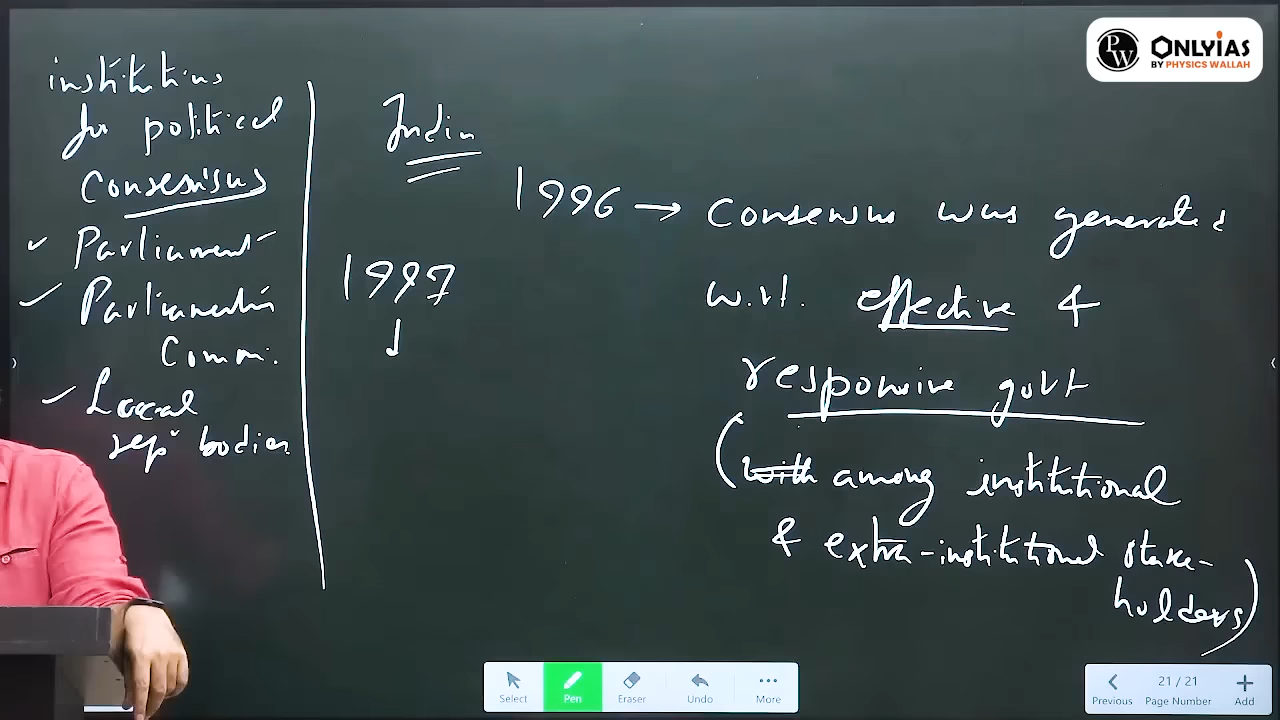 institutions
for political
Consensus
Parliament
Parliamentary
Comm.
Local
rep. bodies
India
1996 → Consensus was generated
1997
w.r.t. effective &
responsive govt
(with among institutional
& extra-institutional stake-
holders)
PW
ONLYIAS
BY PHYSICS WALLAH
Select
Pen
Eraser
Undo
More
21 / 21
Previous
Page Number
Add